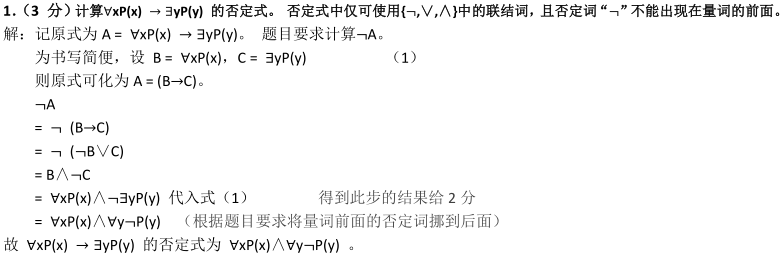 1.（3 分）计算∀xP(x) → ∃yP(y) 的否定式。 否定式中仅可使用{¬,∨,∧}中的联结词，且否定词 “¬” 不能出现在量词的前面。
解：记原式为 A = ∀xP(x) → ∃yP(y)。 题目要求计算¬A。
为书写简便，设 B = ∀xP(x)，C = ∃yP(y) （1）
则原式可化为 A = (B→C)。
¬A
= ¬ (B→C)
= ¬ (¬B∨C)
= B∧¬C
= ∀xP(x)∧¬∃yP(y) 代入式（1） 得到此步的结果给 2 分
= ∀xP(x)∧∀y¬P(y) （根据题目要求将量词前面的否定词挪到后面）
故 ∀xP(x) → ∃yP(y) 的否定式为 ∀xP(x)∧∀y¬P(y) 。